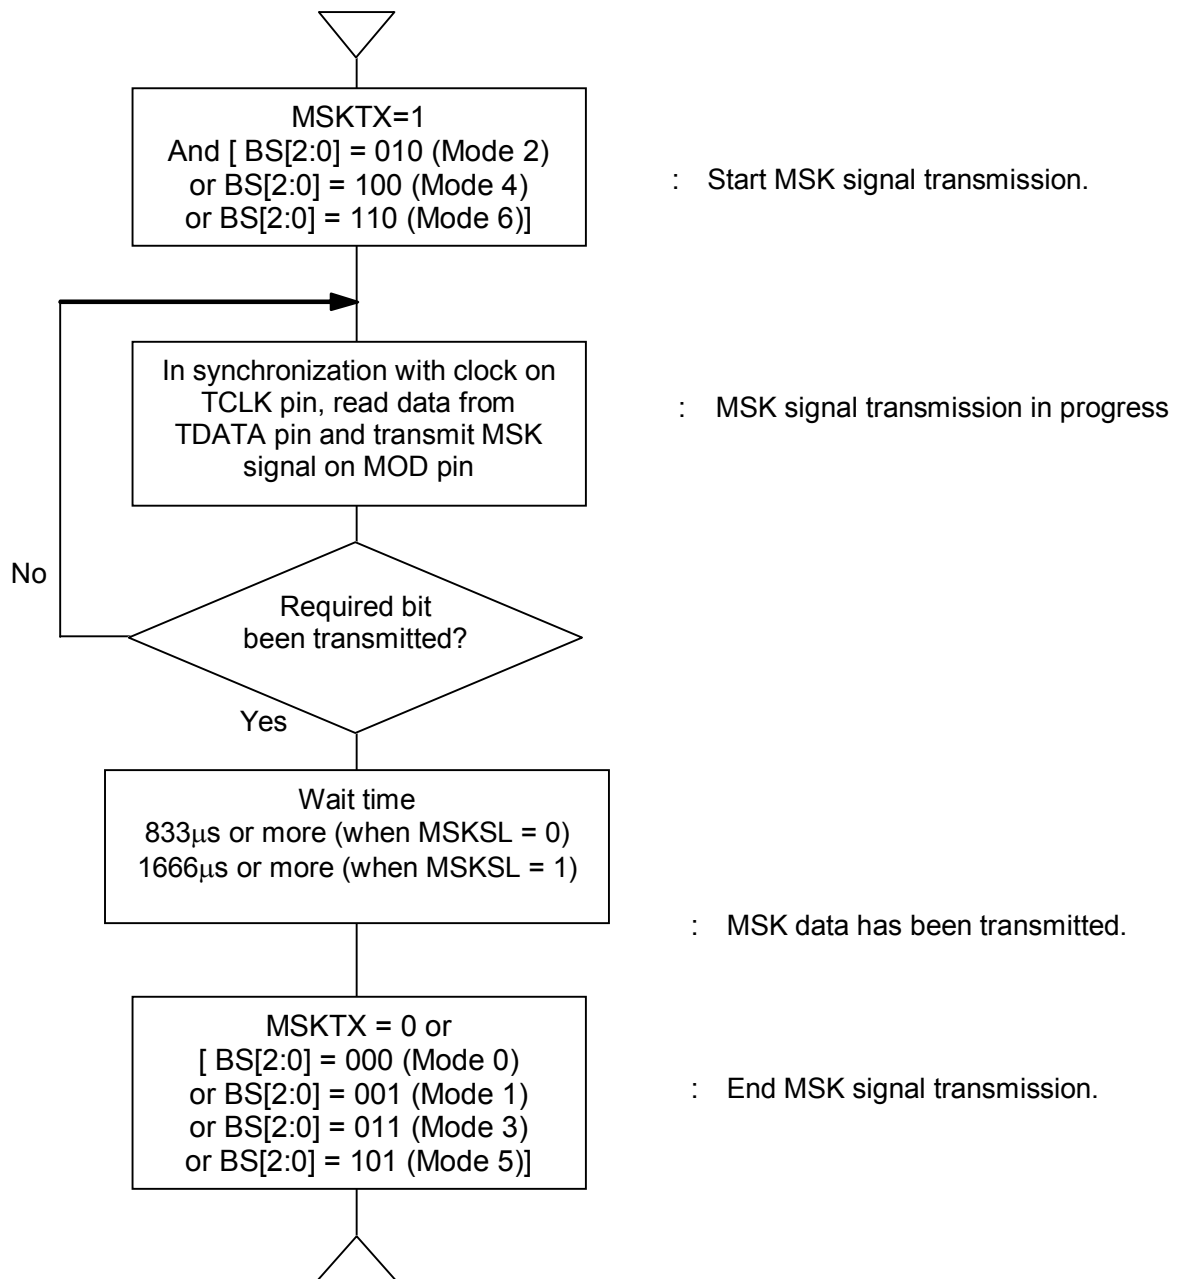 MSKTX=1
And [ BS[2:0] = 010 (Mode 2)
or BS[2:0] = 100 (Mode 4)
or BS[2:0] = 110 (Mode 6)]
: Start MSK signal transmission.
In synchronization with clock on
TCLK pin, read data from
TDATA pin and transmit MSK
signal on MOD pin
: MSK signal transmission in progress
No
Required bit
been transmitted?
Yes
Wait time
833μs or more (when MSKSL = 0)
1666μs or more (when MSKSL = 1)
: MSK data has been transmitted.
MSKTX = 0 or
[ BS[2:0] = 000 (Mode 0)
or BS[2:0] = 001 (Mode 1)
or BS[2:0] = 011 (Mode 3)
or BS[2:0] = 101 (Mode 5)]
: End MSK signal transmission.